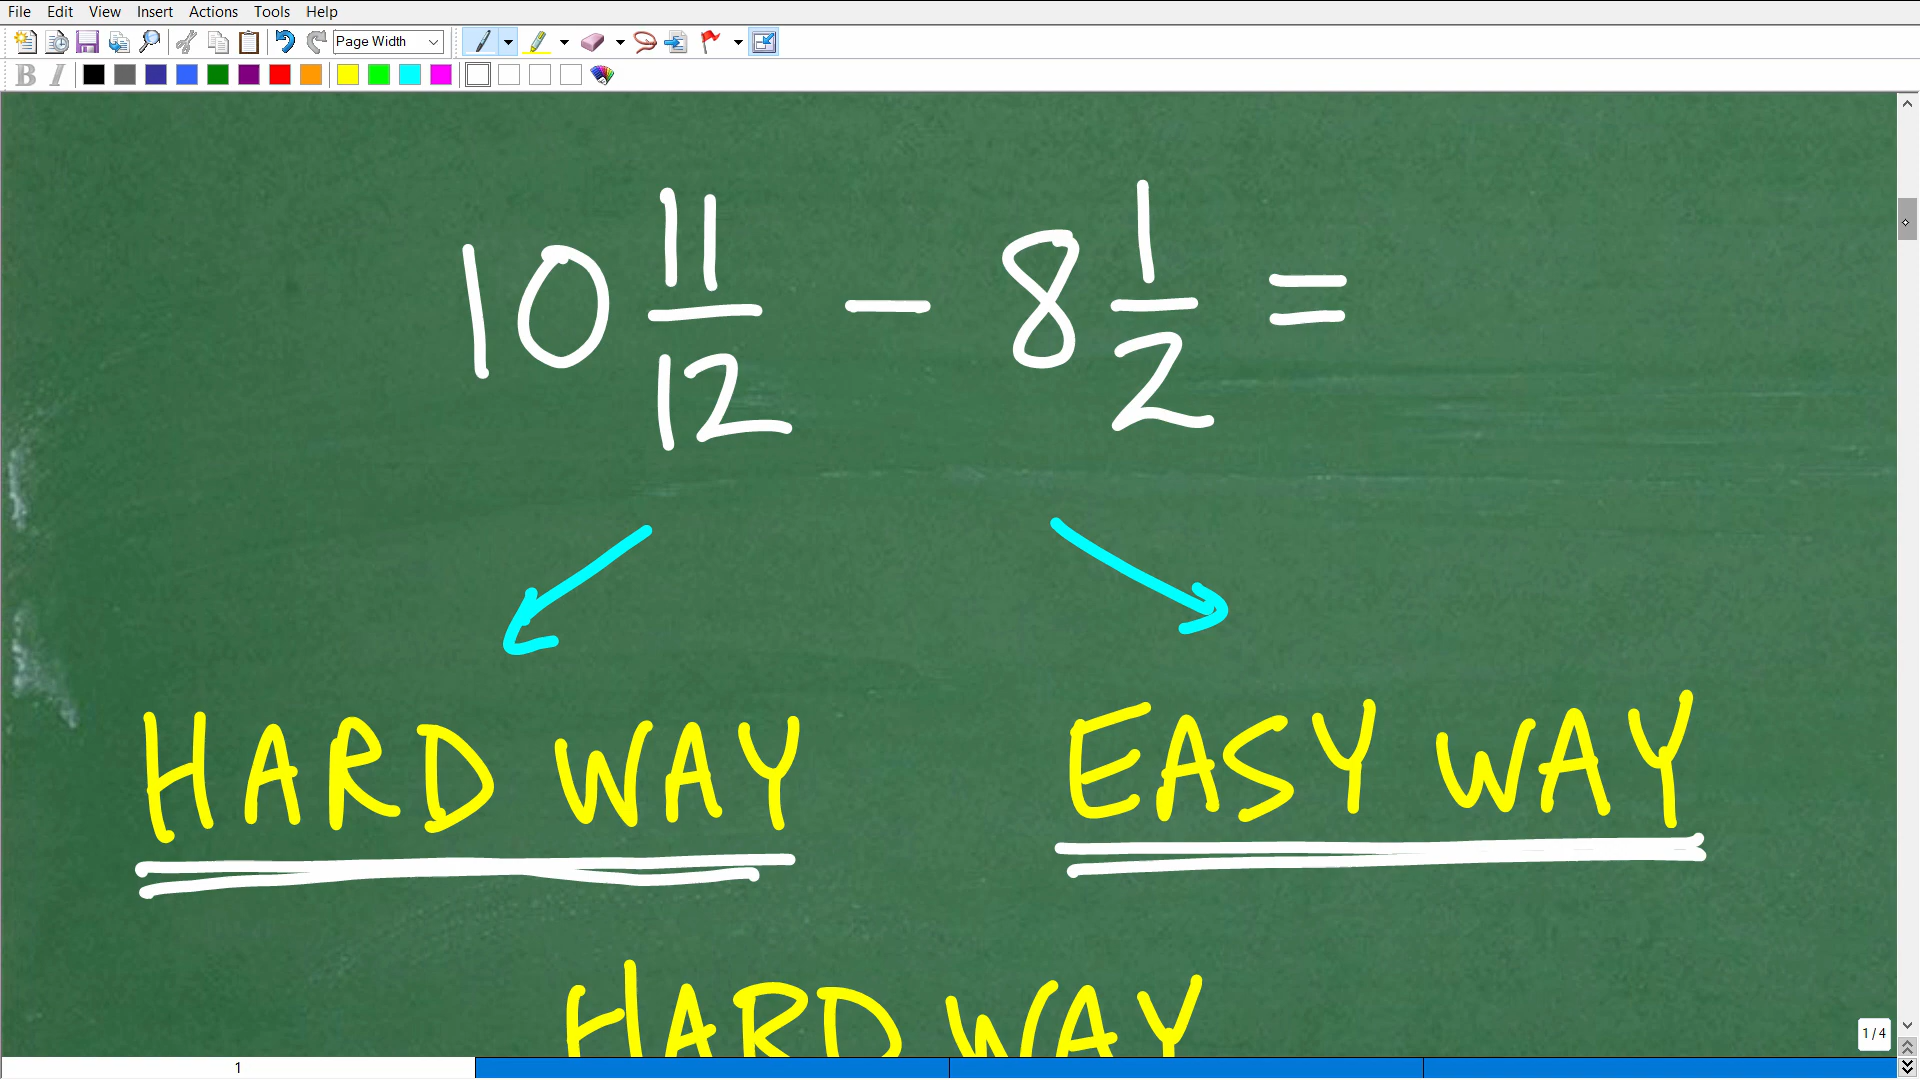 File Edit View Insert Actions Tools Help
Page Width
B I
10 11/12 - 8 1/2 =
HARD WAY EASY WAY
HARD WAY
1 / 4
1